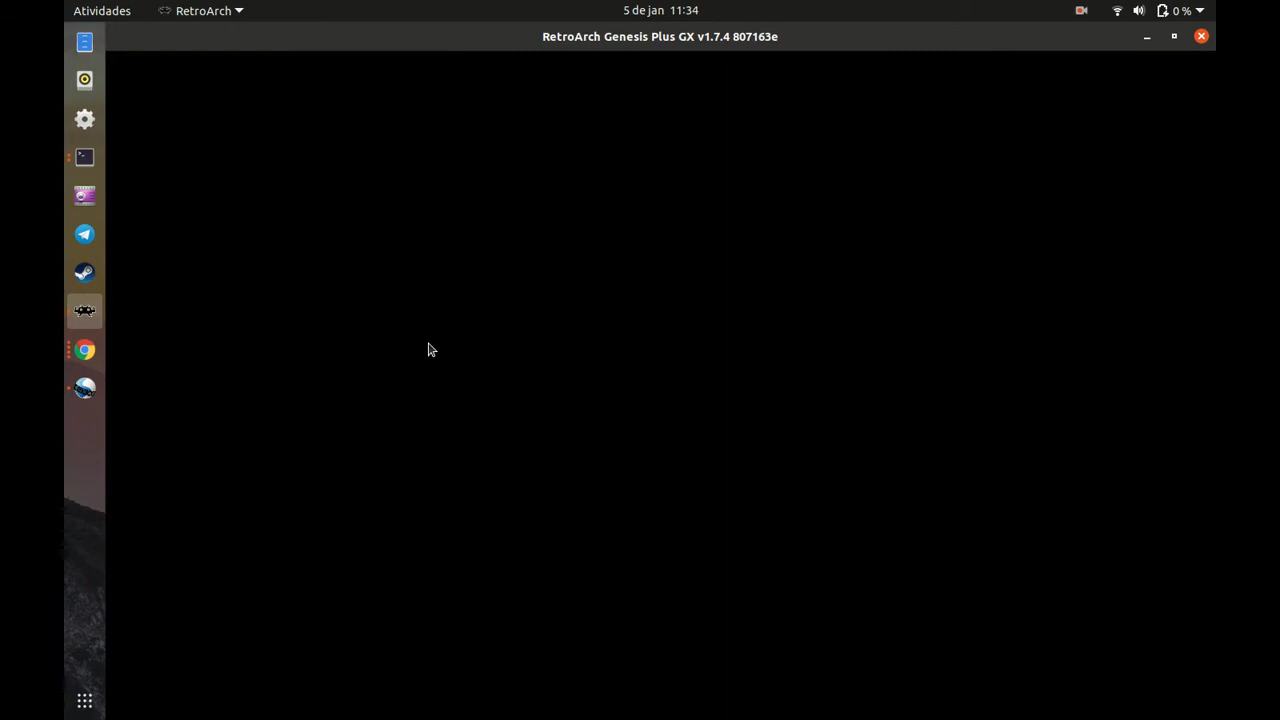 Atividades RetroArch 5 de jan 11:34 0 %
RetroArch Genesis Plus GX v1.7.4 807163e